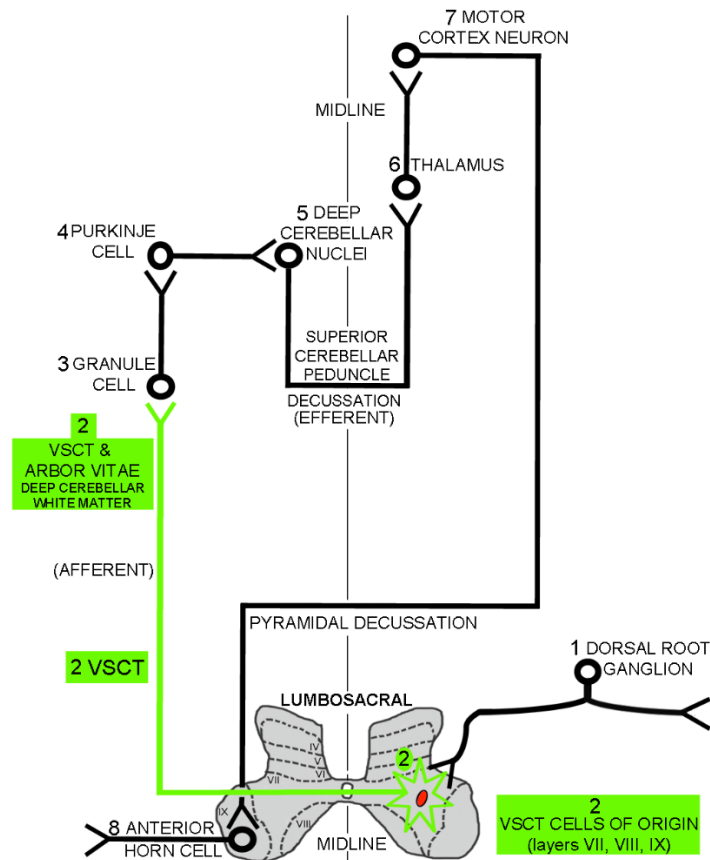 7 MOTOR
CORTEX NEURON
MIDLINE
6 THALAMUS
5 DEEP
CEREBELLAR
NUCLEI
4 PURKINJE
CELL
SUPERIOR
CEREBELLAR
PEDUNCLE
DECUSSATION
(EFFERENT)
3 GRANULE
CELL
2
VSCT &
ARBOR VITAE
DEEP CEREBELLAR
WHITE MATTER
(AFFERENT)
PYRAMIDAL DECUSSATION
2 VSCT
1 DORSAL ROOT
GANGLION
LUMBOSACRAL
IV
V
VI
VII
2
IX
VIII
8 ANTERIOR
HORN CELL
MIDLINE
2
VSCT CELLS OF ORIGIN
(layers VII, VIII, IX)